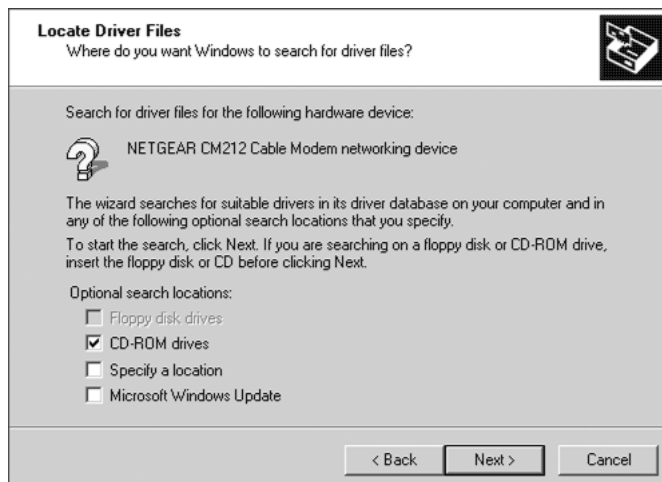 Locate Driver Files
Where do you want Windows to search for driver files?
Search for driver files for the following hardware device:
NETGEAR CM212 Cable Modem networking device
The wizard searches for suitable drivers in its driver database on your computer and in
any of the following optional search locations that you specify.
To start the search, click Next. If you are searching on a floppy disk or CD-ROM drive,
insert the floppy disk or CD before clicking Next.
Optional search locations:
Floppy disk drives
CD-ROM drives
Specify a location
Microsoft Windows Update
< Back Next > Cancel